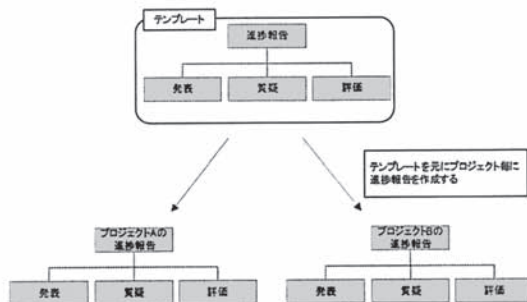 テンプレート
進捗報告
発表
質疑
評価
テンプレートを元にプロジェクト毎に
進捗報告を作成する
プロジェクトAの
進捗報告
プロジェクトBの
進捗報告
発表
質疑
評価
発表
質疑
評価